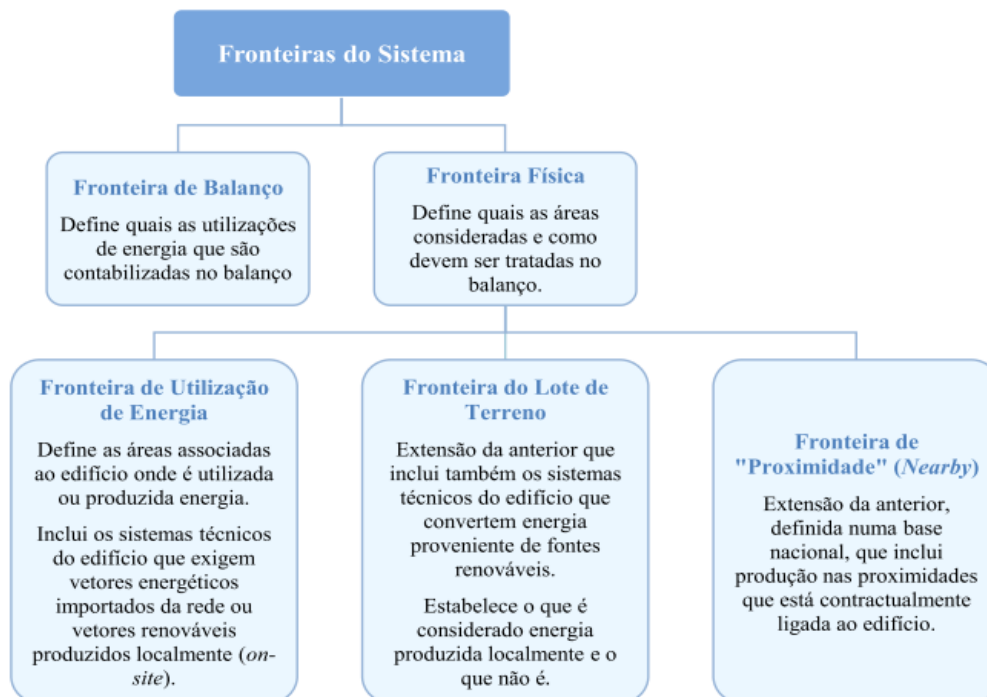 Fronteiras do Sistema
Fronteira de Balanço
Define quais as utilizações
de energia que são
contabilizadas no balanço
Fronteira Física
Define quais as áreas
consideradas e como
devem ser tratadas no
balanço.
Fronteira de Utilização
de Energia
Define as áreas associadas
ao edifício onde é utilizada
ou produzida energia.
Inclui os sistemas técnicos
do edifício que exigem
vetores energéticos
importados da rede ou
vetores renováveis
produzidos localmente (on-
site).
Fronteira do Lote de
Terreno
Extensão da anterior que
inclui também os sistemas
técnicos do edifício que
convertem energia
proveniente de fontes
renováveis.
Estabelece o que é
considerado energia
produzida localmente e o
que não é.
Fronteira de
"Proximidade" (Nearby)
Extensão da anterior,
definida numa base
nacional, que inclui
produção nas proximidades
que está contractualmente
ligada ao edifício.